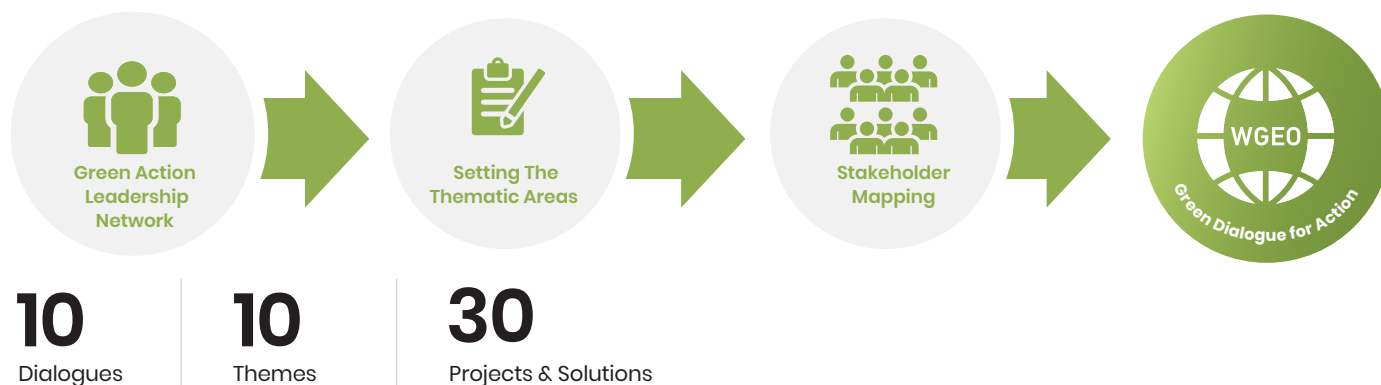 Green Action
Leadership
Network
Setting The
Thematic Areas
Stakeholder
Mapping
WGEO
Green Dialogue for Action
10
Dialogues
10
Themes
30
Projects & Solutions